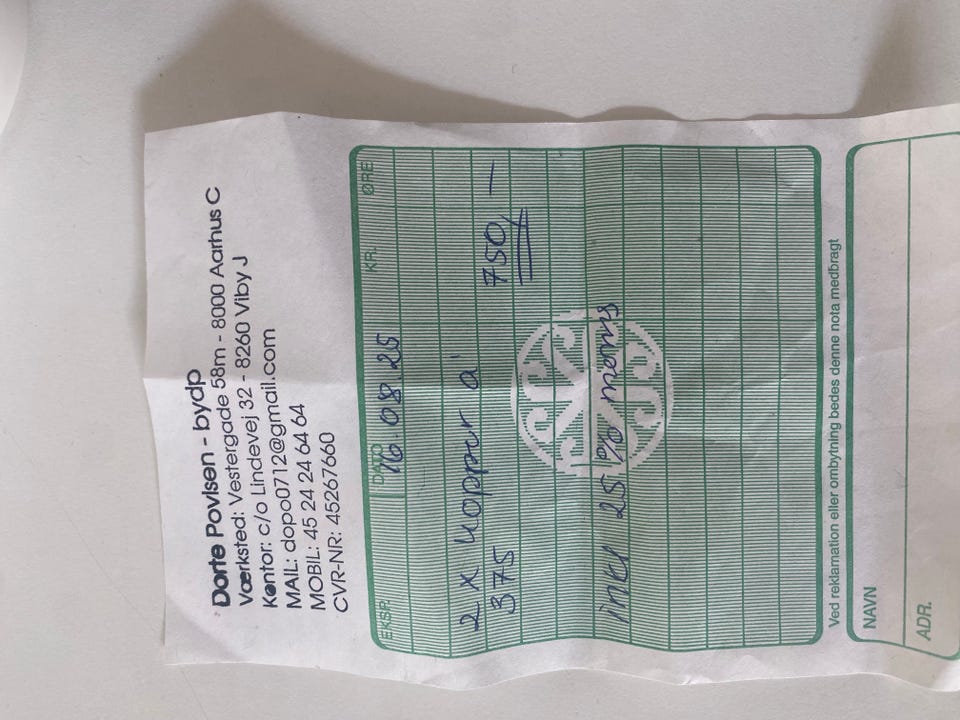 Dorte Povlsen - bydp
Værksted: Vestergade 58m - 8000 Aarhus C
Kontor: c/o Lindevej 32 - 8260 Viby J
MAIL: dopo0712@gmail.com
MOBIL: 45 24 24 64 64
CVR-NR: 45267660
EKSP. DATO KR. ØRE
16.08 25
2 x kopper a'
375 750,-
inkl 25 % moms
Ved reklamation eller ombytning bedes denne nota medbragt
NAVN
ADR.